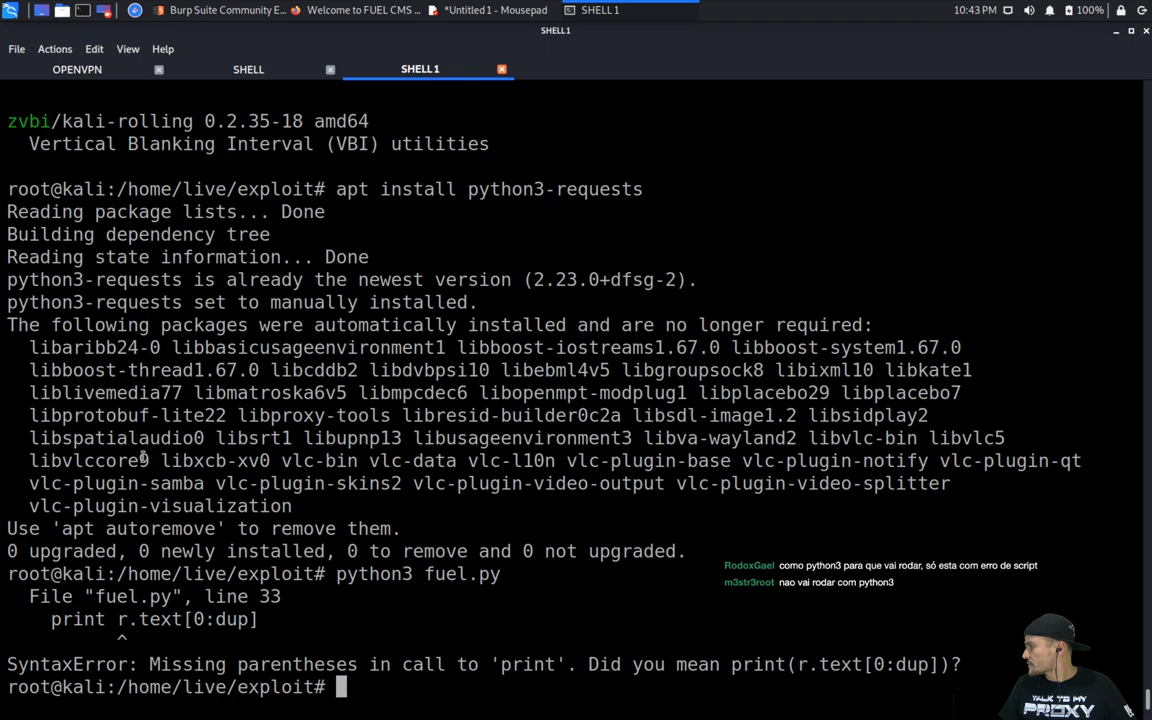 Burp Suite Community E...
Welcome to FUEL CMS ...
*Untitled 1 - Mousepad
SHELL1
10:43 PM
100%
SHELL1
File Actions Edit View Help
OPENVPN
SHELL
SHELL1
zvbi/kali-rolling 0.2.35-18 amd64
Vertical Blanking Interval (VBI) utilities
root@kali:/home/live/exploit# apt install python3-requests
Reading package lists... Done
Building dependency tree
Reading state information... Done
python3-requests is already the newest version (2.23.0+dfsg-2).
python3-requests set to manually installed.
The following packages were automatically installed and are no longer required:
libaribb24-0 libbasicusageenvironment1 libboost-iostreams1.67.0 libboost-system1.67.0
libboost-thread1.67.0 libcddb2 libdvbpsi10 libebml4v5 libgroupsock8 libixml10 libkate1
liblivemedia77 libmatroska6v5 libmpcdec6 libopenmpt-modplug1 libplacebo29 libplacebo7
libprotobuf-lite22 libproxy-tools libresid-builder0c2a libsdl-image1.2 libsidplay2
libspatialaudio0 libsrt1 libupnp13 libusageenvironment3 libva-wayland2 libvlc-bin libvlc5
libvlccore9 libxcb-xv0 vlc-bin vlc-data vlc-l10n vlc-plugin-base vlc-plugin-notify vlc-plugin-qt
vlc-plugin-samba vlc-plugin-skins2 vlc-plugin-video-output vlc-plugin-video-splitter
vlc-plugin-visualization
Use 'apt autoremove' to remove them.
0 upgraded, 0 newly installed, 0 to remove and 0 not upgraded.
root@kali:/home/live/exploit# python3 fuel.py
File "fuel.py", line 33
print r.text[0:dup]
^
SyntaxError: Missing parentheses in call to 'print'. Did you mean print(r.text[0:dup])?
root@kali:/home/live/exploit#
RodoxGael como python3 para que vai rodar, só esta com erro de script
m3str3root nao vai rodar com python3
TALK TO MY
PROXY